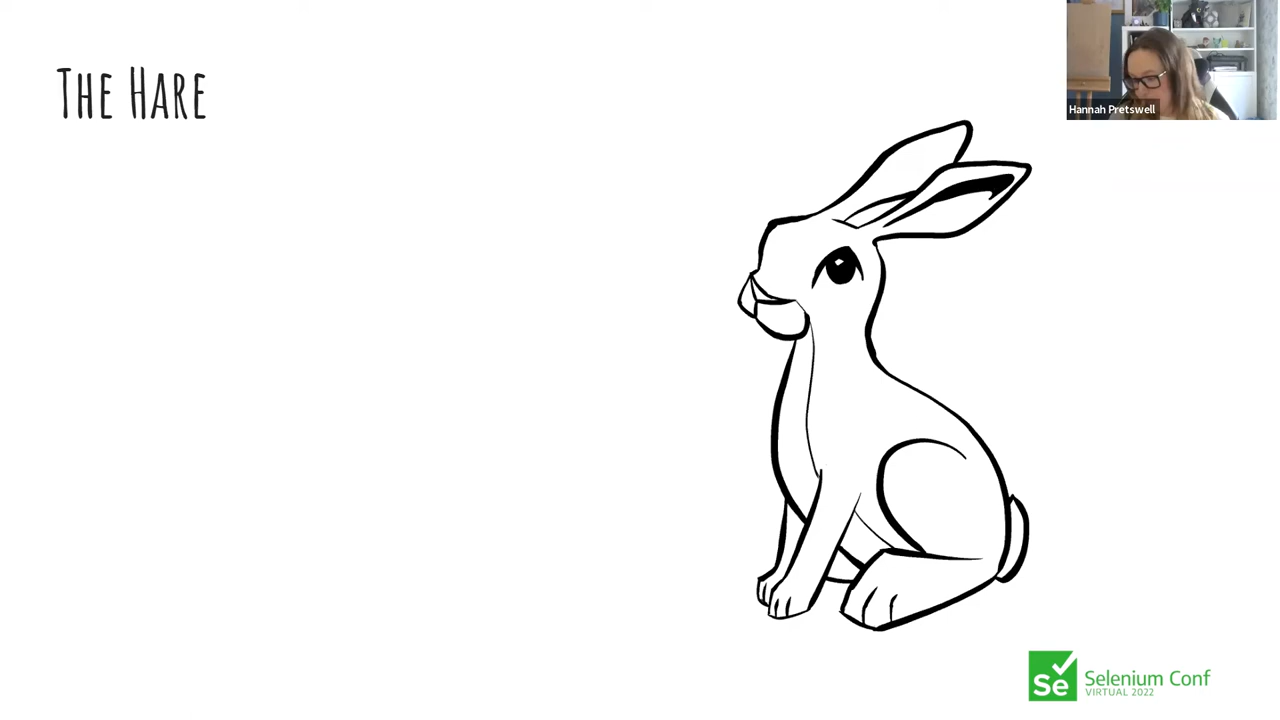 The Hare
Hannah Pretswell
Se
Selenium Conf
VIRTUAL 2022